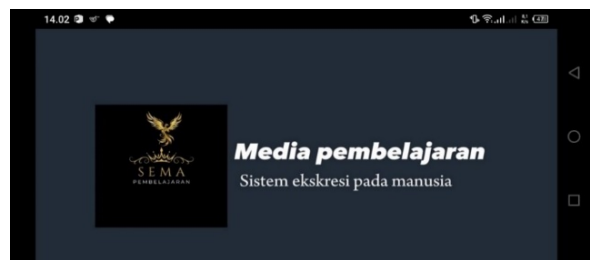 14.02
SEMA
PEMBELAJARAN
Media pembelajaran
Sistem ekskresi pada manusia